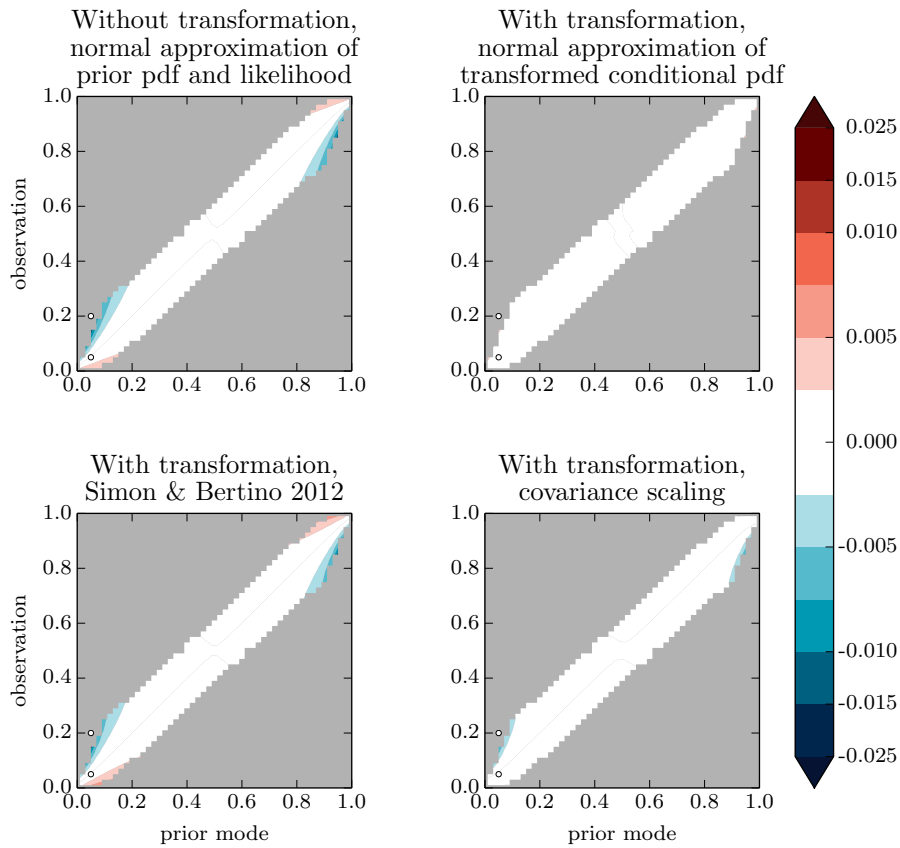 Without transformation,
normal approximation of
prior pdf and likelihood
1.0
0.8
0.6
0.4
0.2
0.0
0.0 0.2 0.4 0.6 0.8 1.0
observation
With transformation,
normal approximation of
transformed conditional pdf
1.0
0.8
0.6
0.4
0.2
0.0
0.0 0.2 0.4 0.6 0.8 1.0
With transformation,
Simon & Bertino 2012
1.0
0.8
0.6
0.4
0.2
0.0
0.0 0.2 0.4 0.6 0.8 1.0
observation
prior mode
With transformation,
covariance scaling
1.0
0.8
0.6
0.4
0.2
0.0
0.0 0.2 0.4 0.6 0.8 1.0
prior mode
0.025
0.015
0.010
0.005
0.000
-0.005
-0.010
-0.015
-0.025